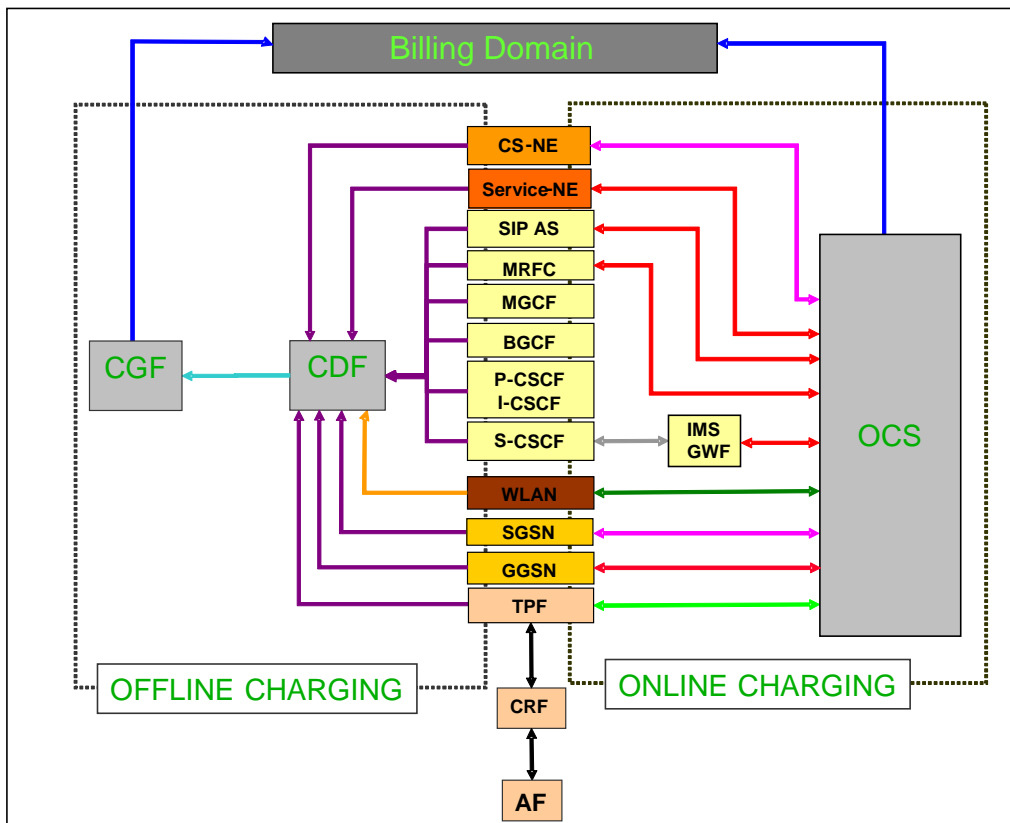 Billing Domain
CS-NE
Service-NE
SIP AS
MRFC
MGCF
BGCF
CGF
CDF
P-CSCF
I-CSCF
S-CSCF
IMS
GWF
OCS
WLAN
SGSN
GGSN
TPF
OFFLINE CHARGING
ONLINE CHARGING
CRF
AF